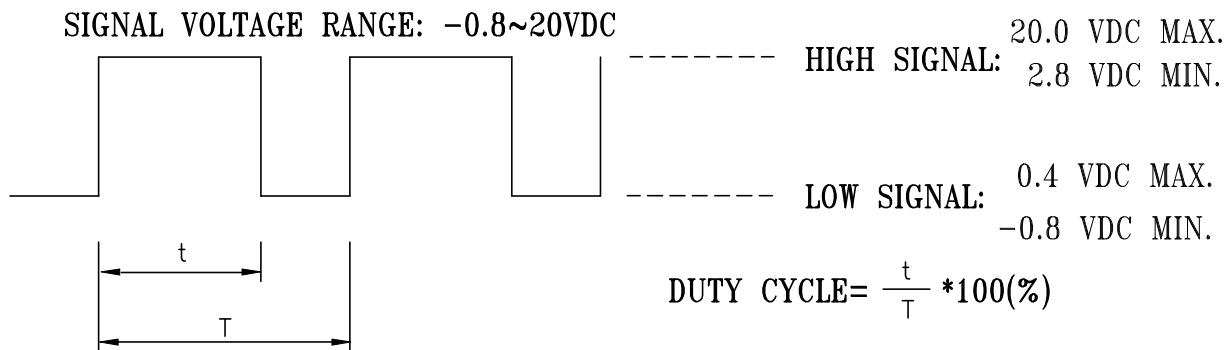 SIGNAL VOLTAGE RANGE: -0.8~20VDC
HIGH SIGNAL: 20.0 VDC MAX.
2.8 VDC MIN.
LOW SIGNAL: 0.4 VDC MAX.
-0.8 VDC MIN.
t
T
DUTY CYCLE= t/T *100(%)